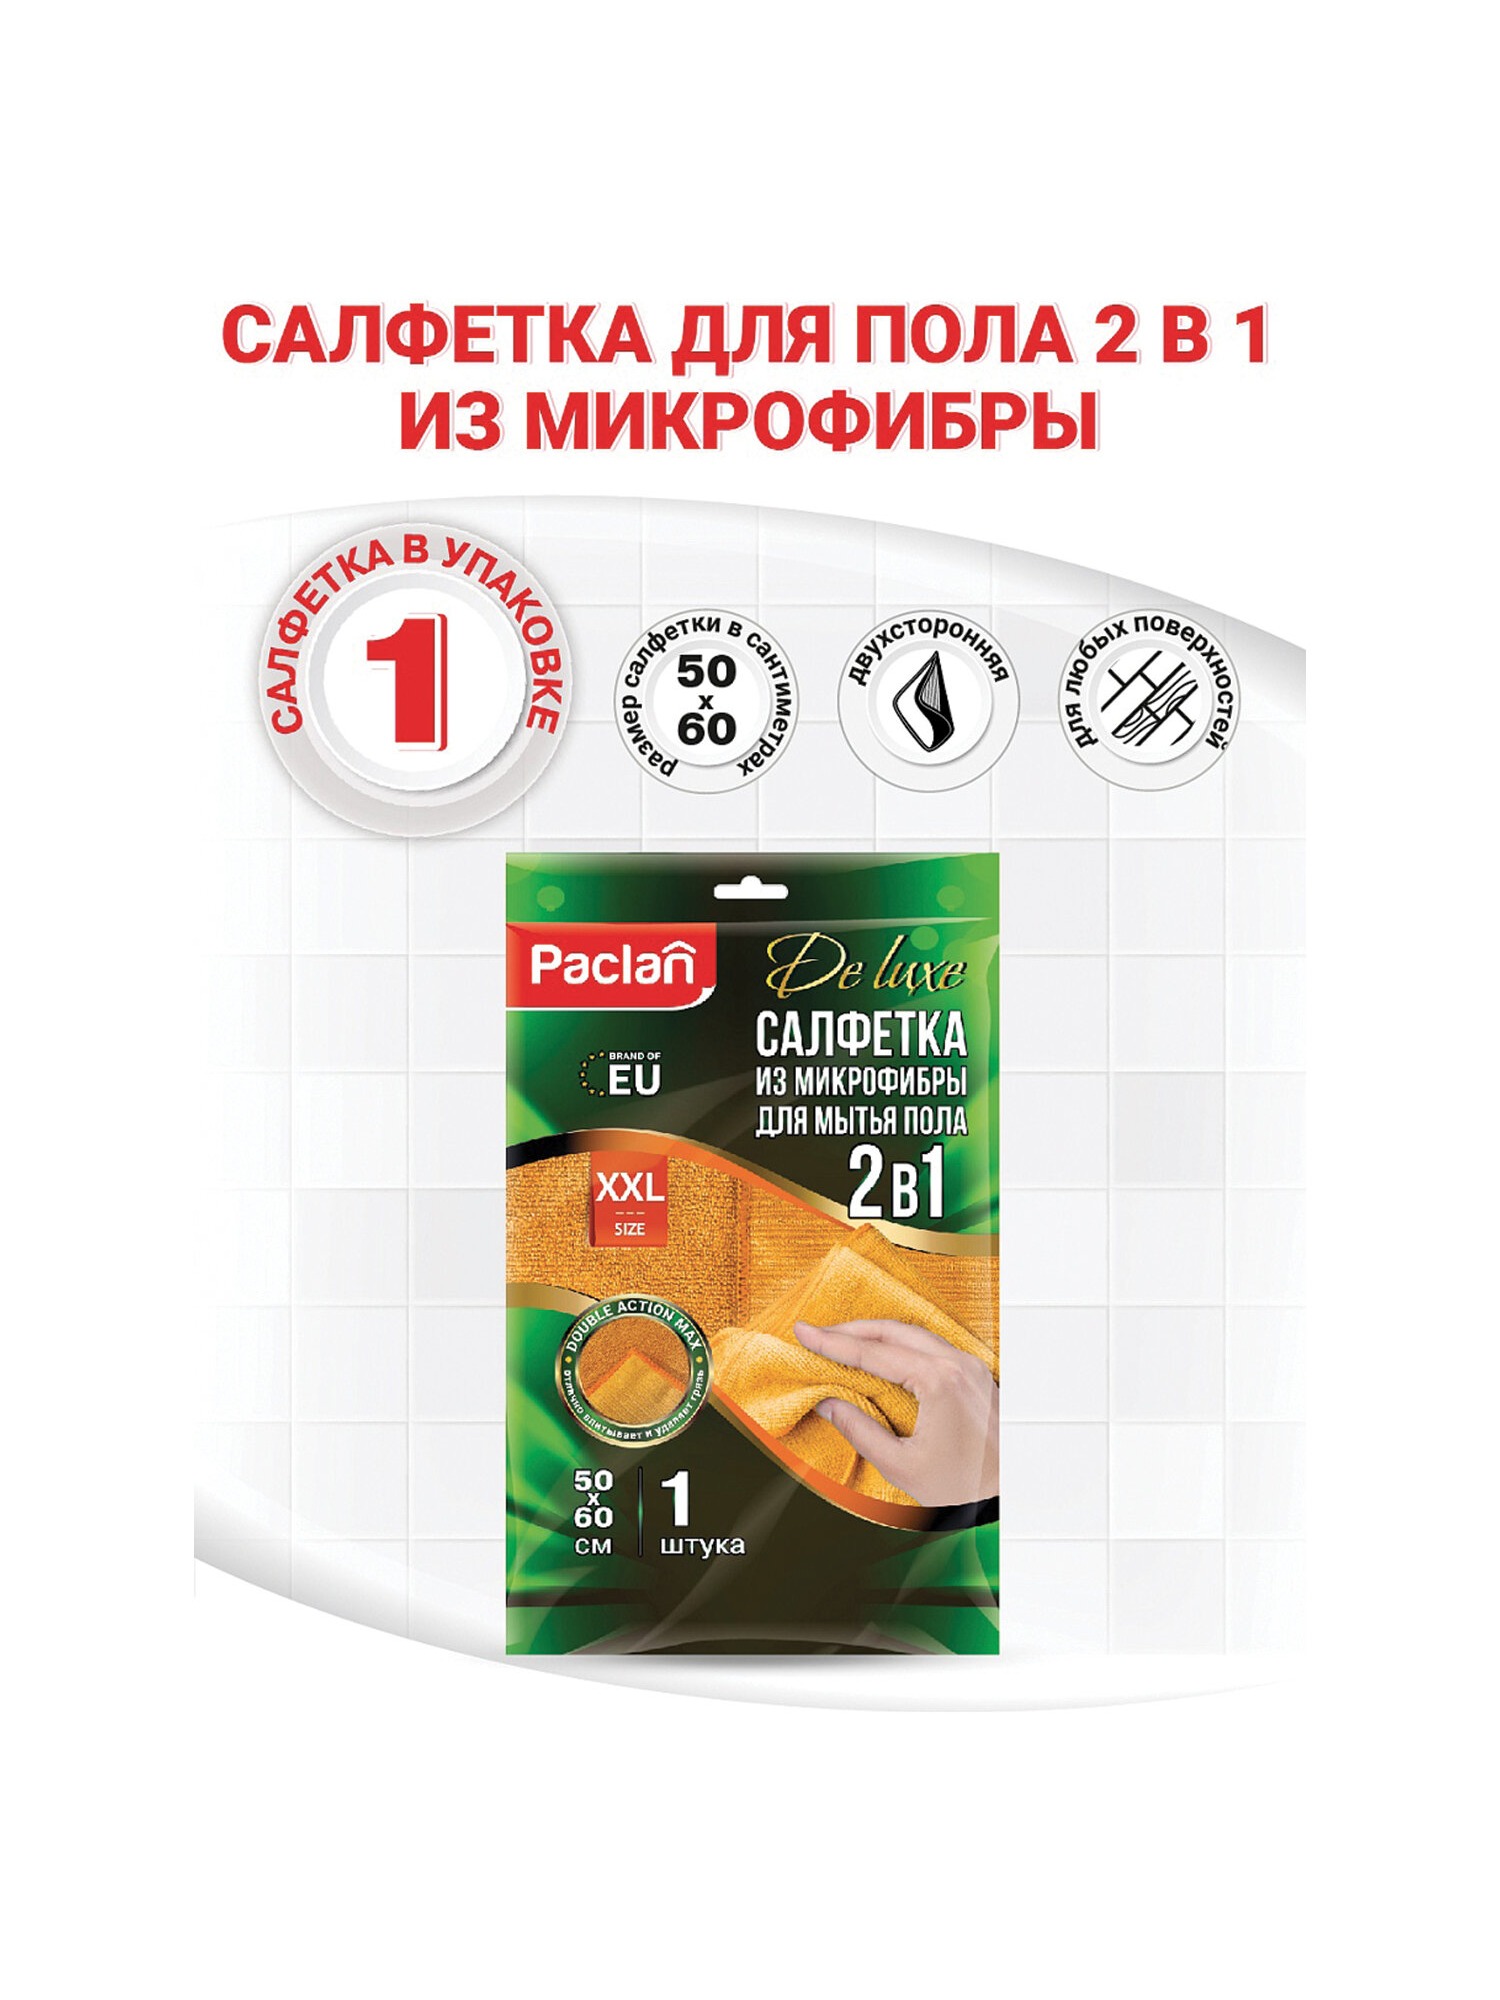 САЛФЕТКА ДЛЯ ПОЛА 2 В 1
ИЗ МИКРОФИБРЫ
САЛФЕТКА В УПАКОВКЕ
1
размер салфетки в сантиметрах
50
х
60
двухсторонняя
для любых поверхностей
Paclan
De luxe
САЛФЕТКА
ИЗ МИКРОФИБРЫ
ДЛЯ МЫТЬЯ ПОЛА
2 В 1
BRAND OF
EU
XXL
SIZE
DOUBLE ACTION MAX
отлично впитывает и удаляет грязь
50
х
60
см
1
штука